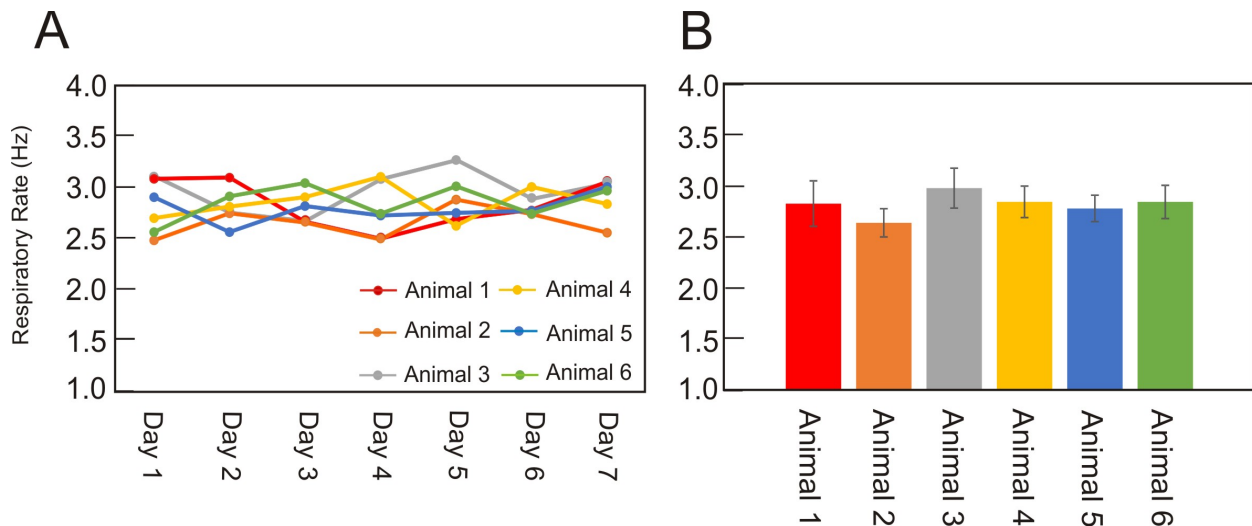 A
B
Respiratory Rate (Hz)
4.0
3.5
3.0
2.5
2.0
1.5
1.0
Animal 1
Animal 4
Animal 2
Animal 5
Animal 3
Animal 6
Day 1
Day 2
Day 3
Day 4
Day 5
Day 6
Day 7
4.0
3.5
3.0
2.5
2.0
1.5
1.0
Animal 1
Animal 2
Animal 3
Animal 4
Animal 5
Animal 6